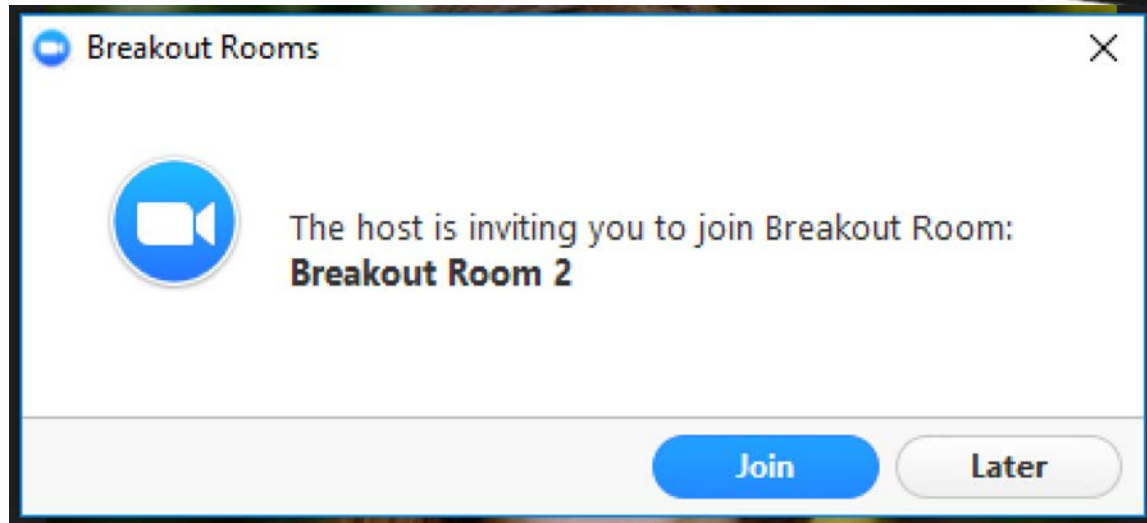 Breakout Rooms
The host is inviting you to join Breakout Room:
Breakout Room 2
Join
Later